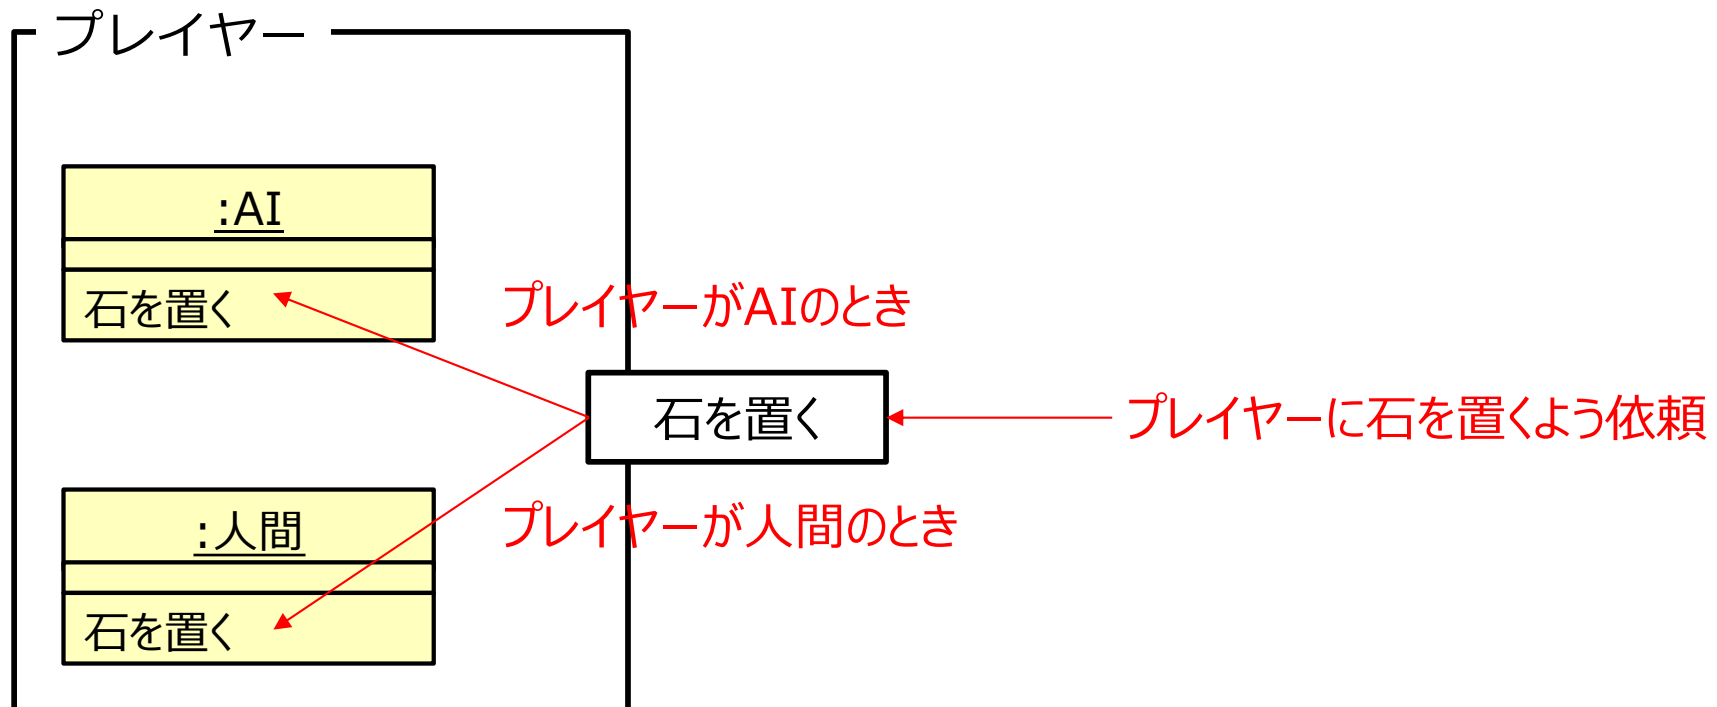 プレイヤー
:AI
石を置く
プレイヤーがAIのとき
石を置く
プレイヤーに石を置くよう依頼
:人間
プレイヤーが人間のとき
石を置く